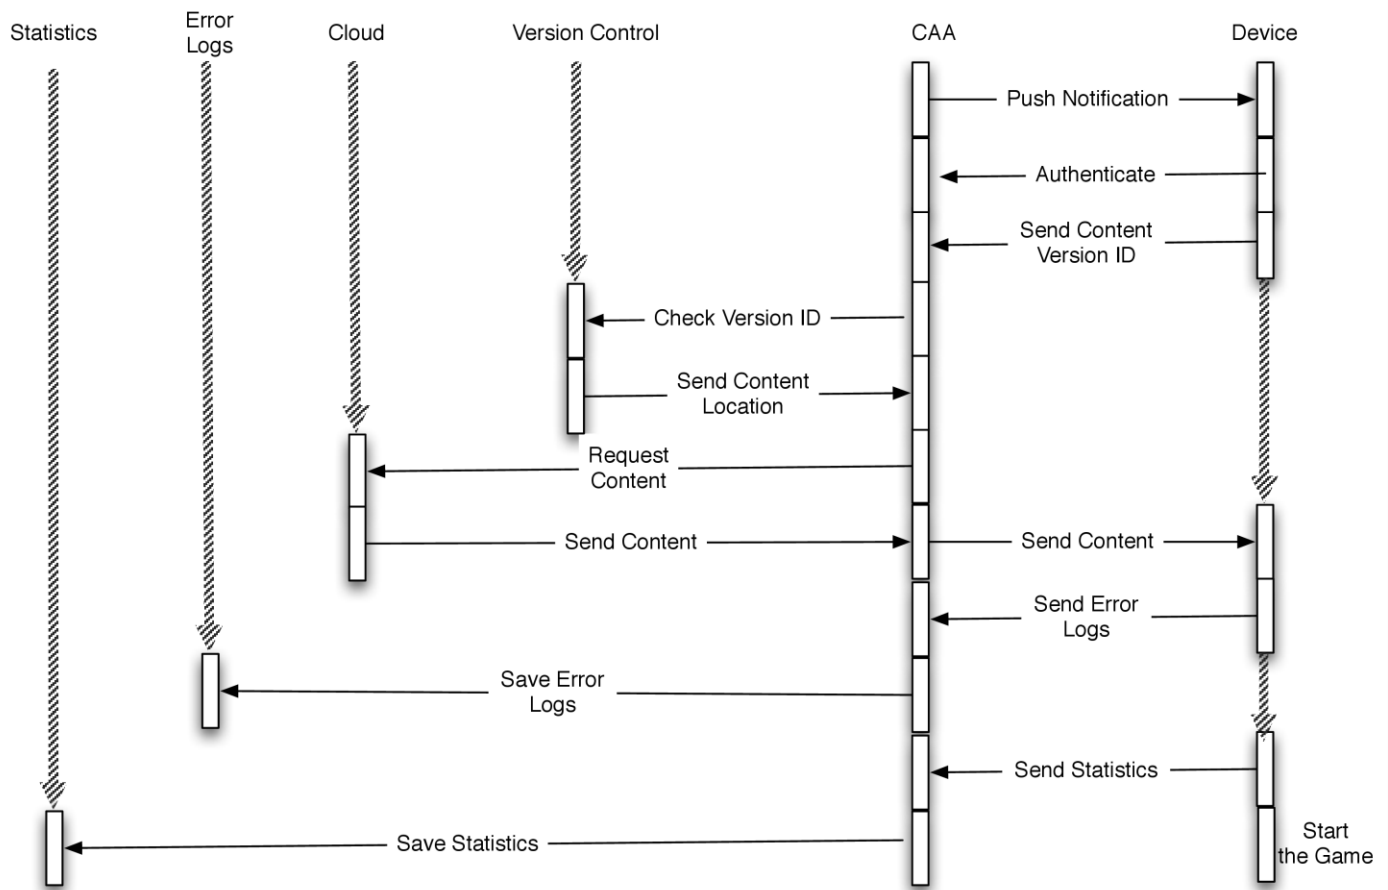 Statistics
Error
Logs
Cloud
Version Control
CAA
Device
Push Notification
Authenticate
Send Content
Version ID
Check Version ID
Send Content
Location
Request
Content
Send Content
Send Content
Send Error
Logs
Save Error
Logs
Send Statistics
Save Statistics
Start
the Game